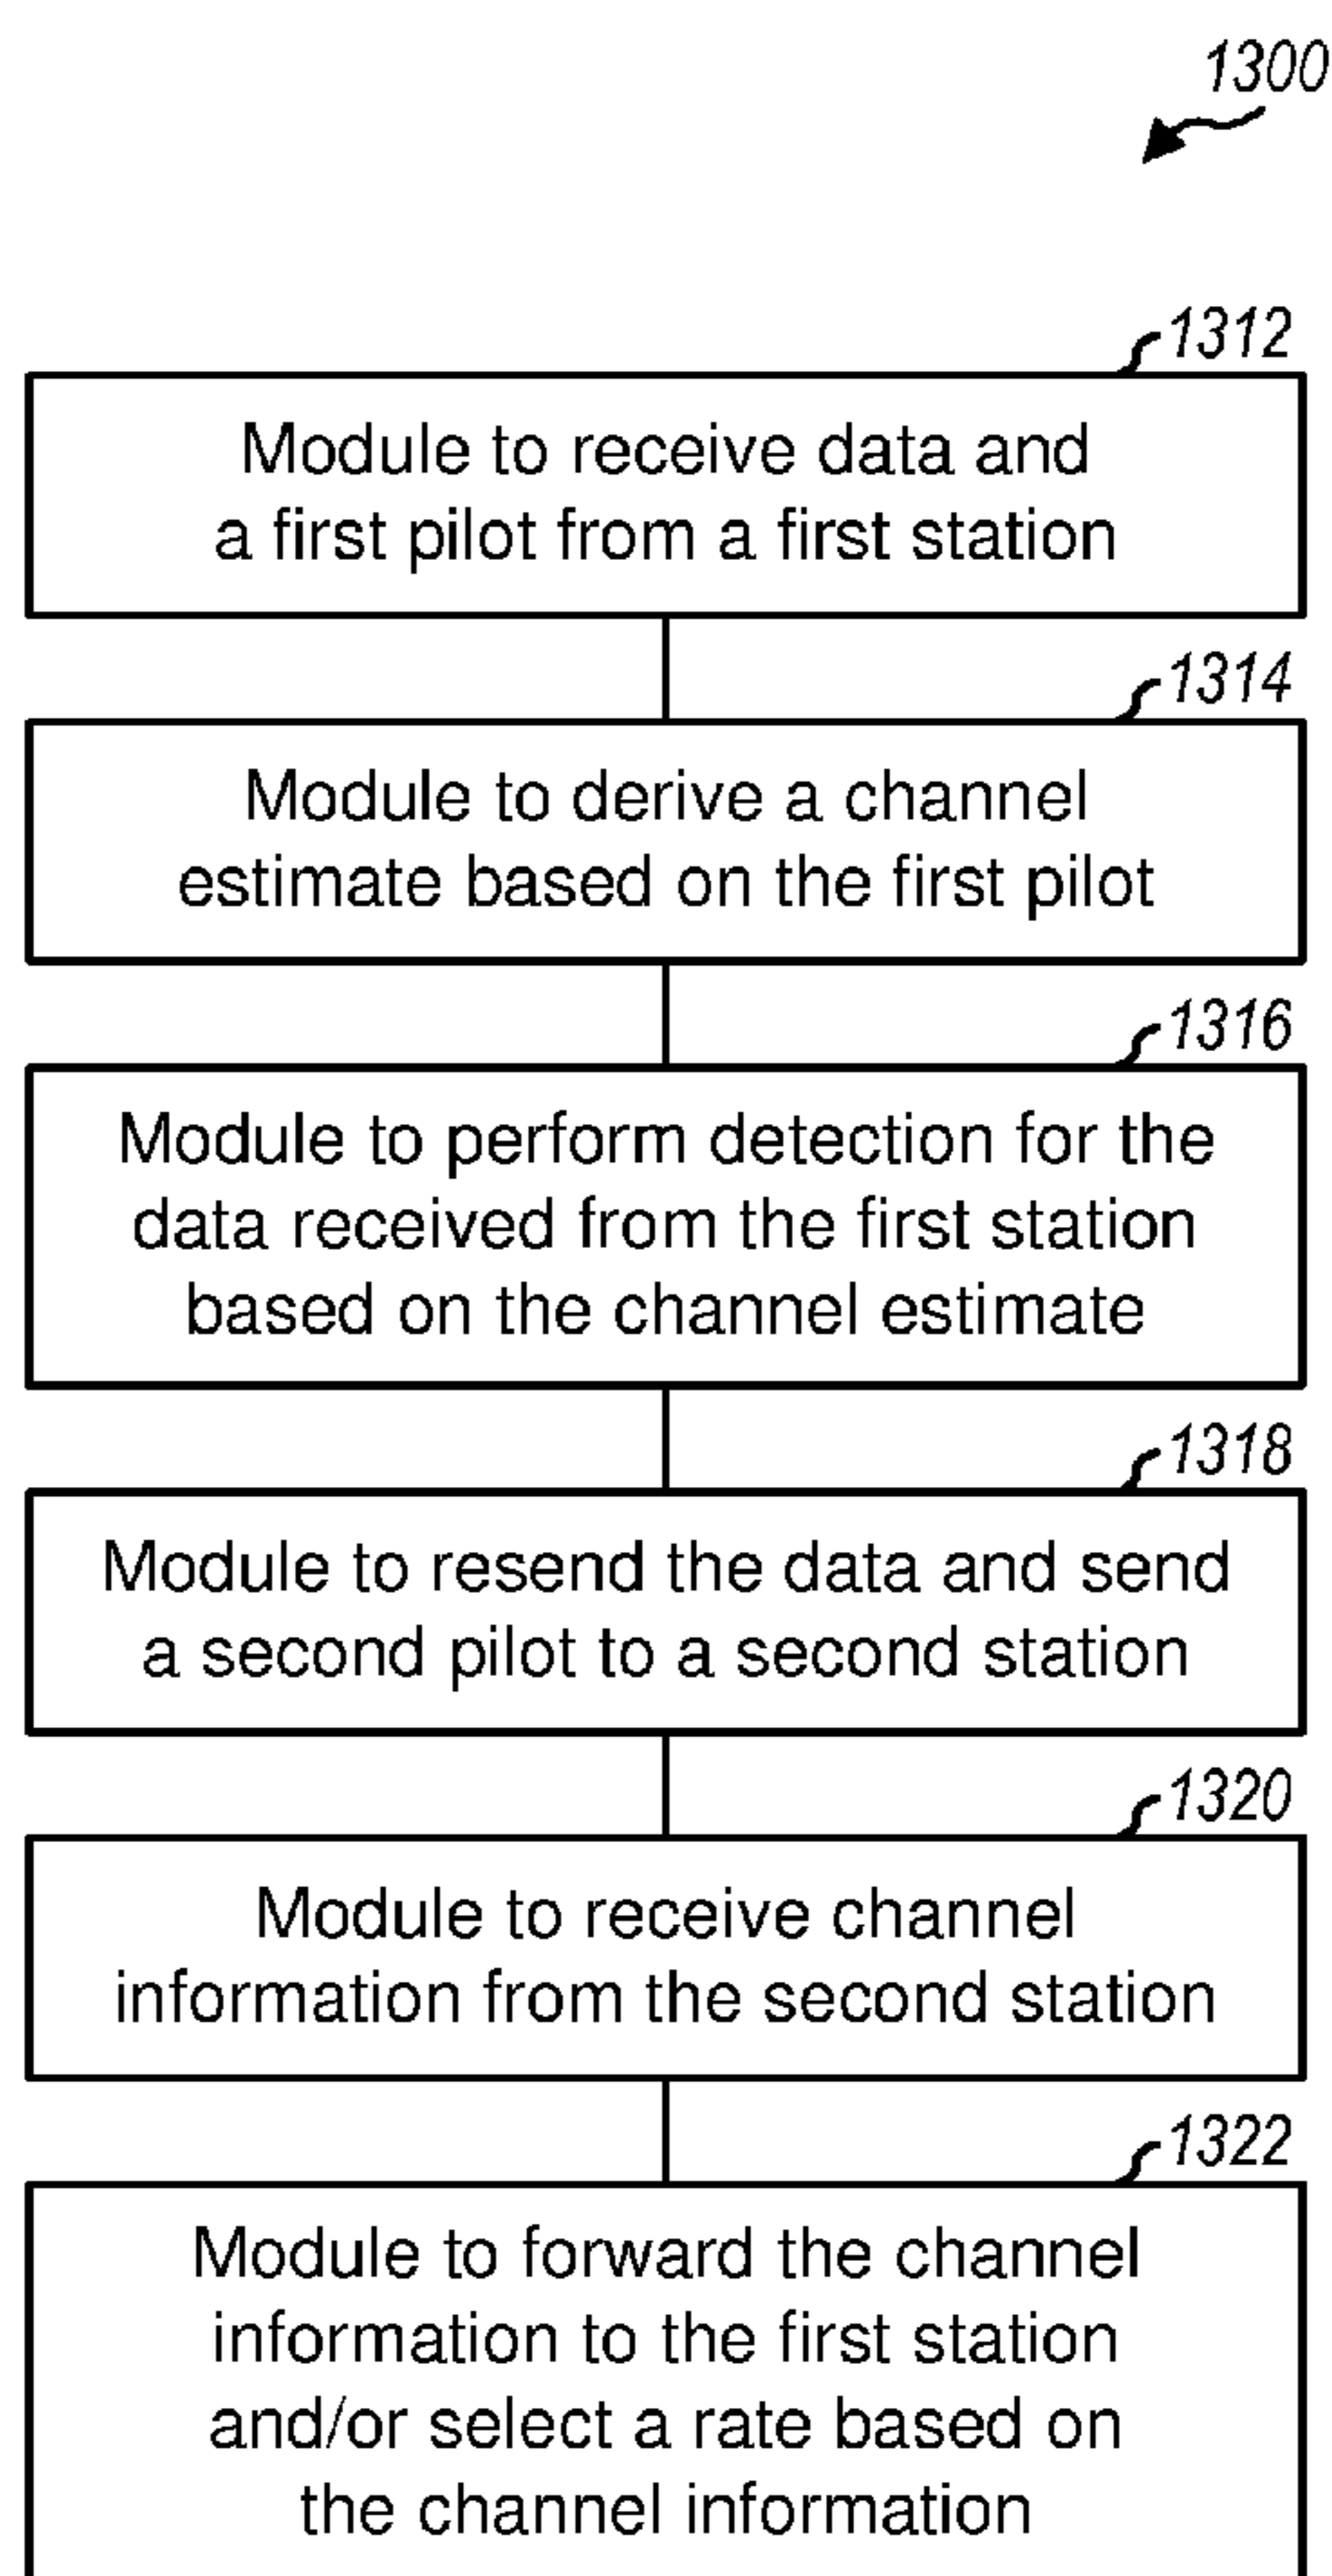 1300
1312
Module to receive data and
a first pilot from a first station
1314
Module to derive a channel
estimate based on the first pilot
1316
Module to perform detection for the
data received from the first station
based on the channel estimate
1318
Module to resend the data and send
a second pilot to a second station
1320
Module to receive channel
information from the second station
1322
Module to forward the channel
information to the first station
and/or select a rate based on
the channel information